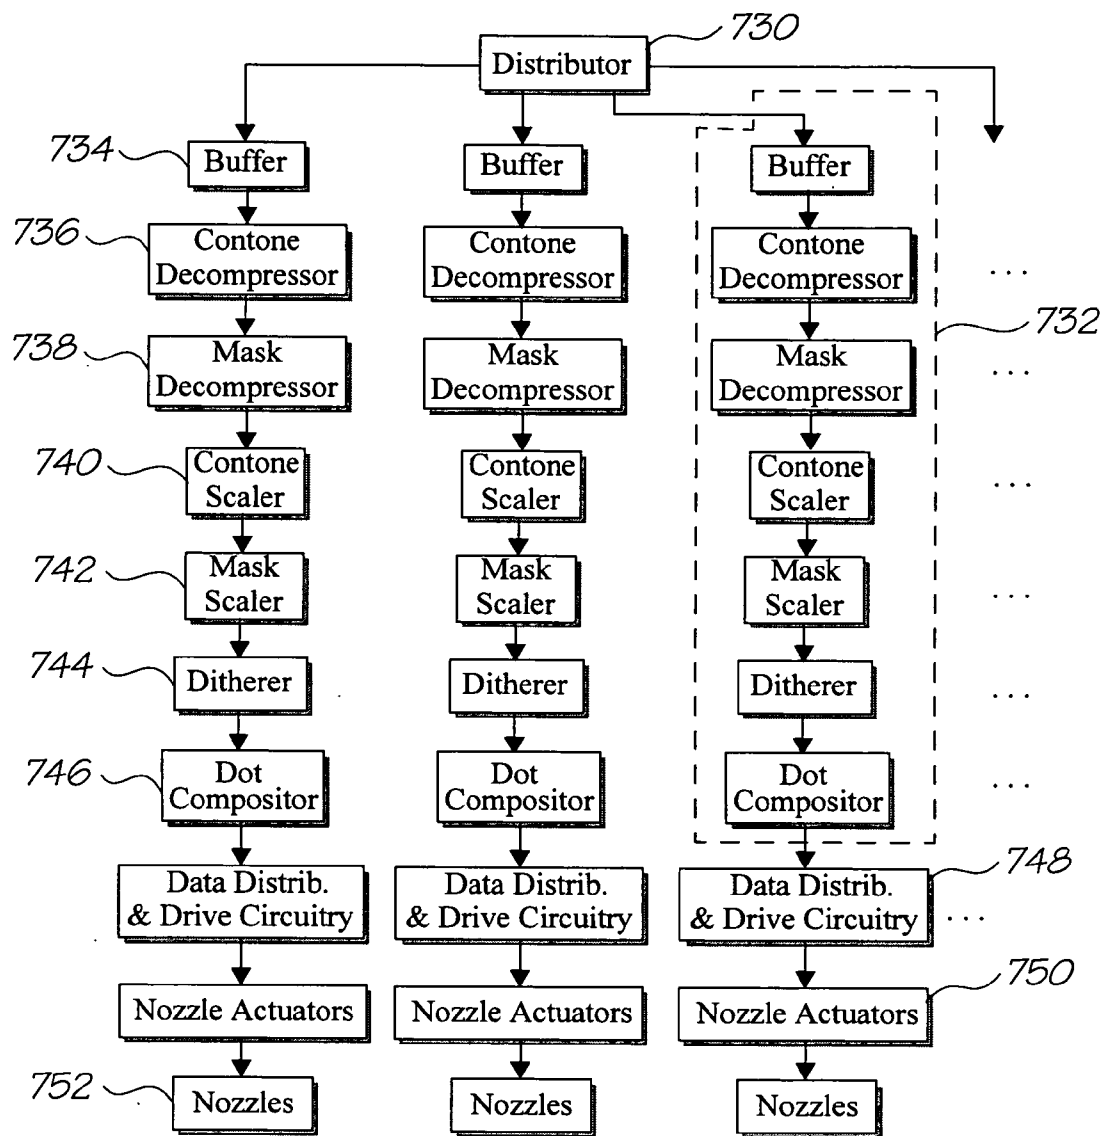 730
Distributor
734
Buffer
Buffer
Buffer
736
Contone
Decompressor
Contone
Decompressor
Contone
Decompressor
...
732
738
Mask
Decompressor
Mask
Decompressor
Mask
Decompressor
...
740
Contone
Scaler
Contone
Scaler
Contone
Scaler
...
742
Mask
Scaler
Mask
Scaler
Mask
Scaler
...
744
Ditherer
Ditherer
Ditherer
...
746
Dot
Compositor
Dot
Compositor
Dot
Compositor
...
748
Data Distrib.
& Drive Circuitry
Data Distrib.
& Drive Circuitry
Data Distrib.
& Drive Circuitry
...
750
Nozzle Actuators
Nozzle Actuators
Nozzle Actuators
752
Nozzles
Nozzles
Nozzles